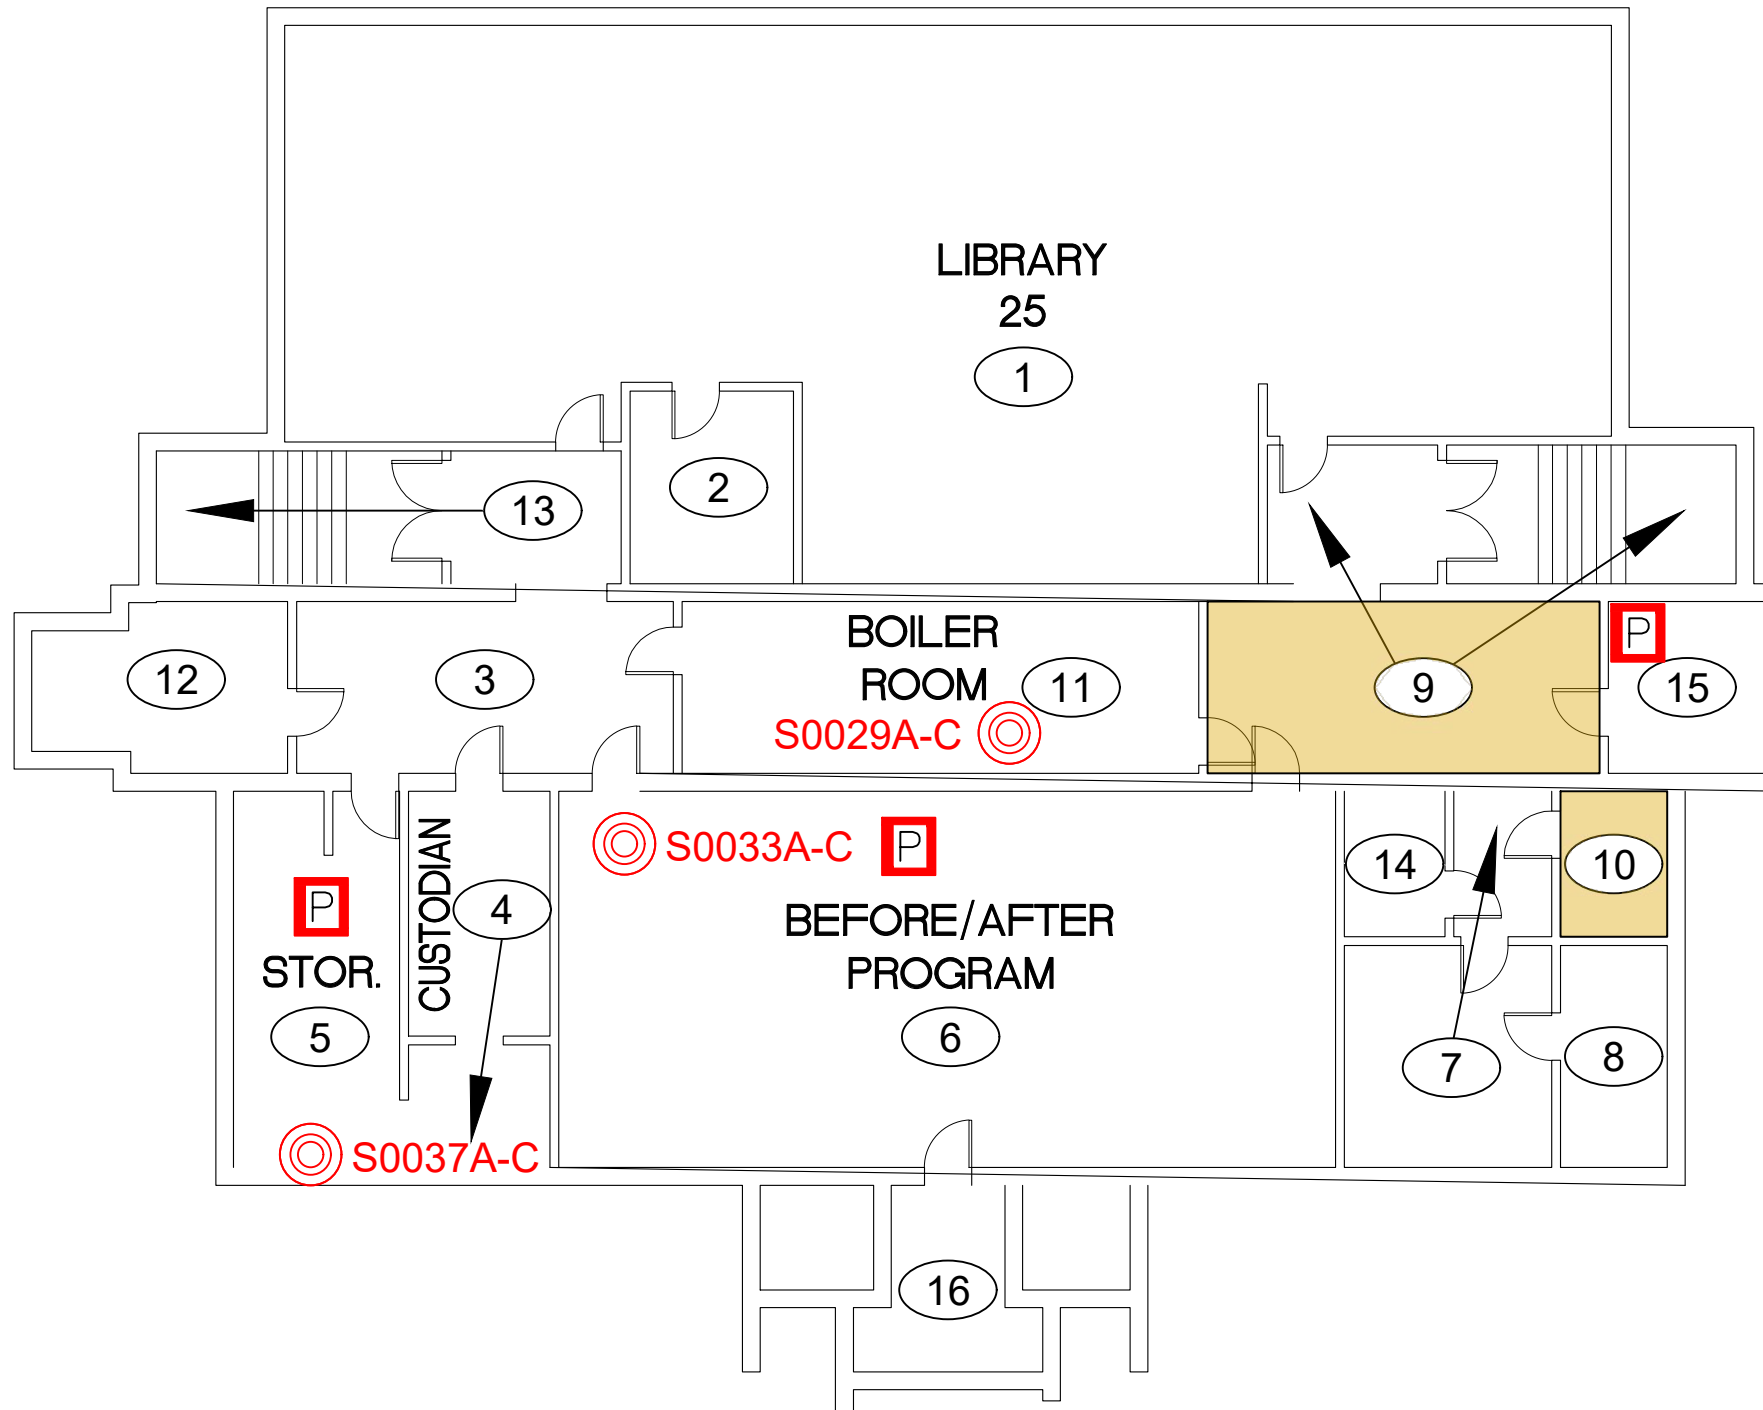 LIBRARY
25
1
2
13
BOILER
ROOM
11
S0029A-C
12
3
9
P
15
S0033A-C
P
14
10
CUSTODIAN
4
P
STOR.
5
BEFORE/AFTER
PROGRAM
6
7
8
S0037A-C
16